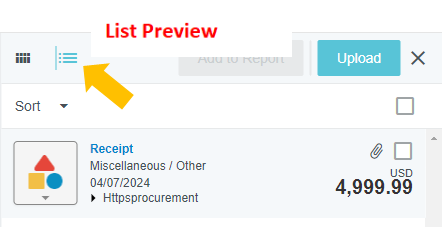 List Preview
Add to Report
Upload
Sort
Receipt
Miscellaneous / Other
04/07/2024
Httpsprocurement
USD
4,999.99